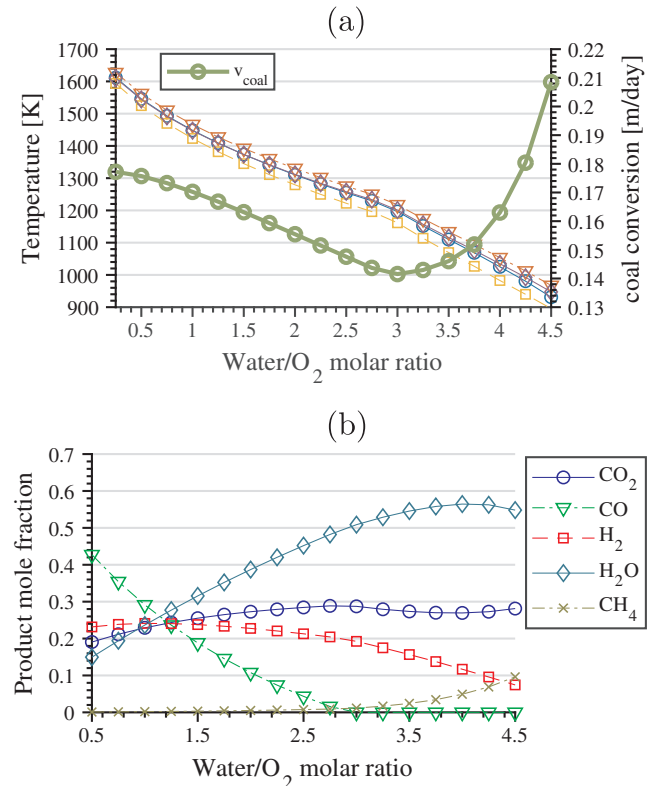 (a)
1700
1600
1500
1400
1300
1200
1100
1000
900
Temperature [K]
v_coal
0.22
0.21
0.2
0.19
0.18
0.17
0.16
0.15
0.14
0.13
coal conversion [m/day]
0.5 1 1.5 2 2.5 3 3.5 4 4.5
Water/O₂ molar ratio
(b)
0.7
0.6
0.5
0.4
0.3
0.2
0.1
0
Product mole fraction
CO₂
CO
H₂
H₂O
CH₄
0.5 1.5 2.5 3.5 4.5
Water/O₂ molar ratio